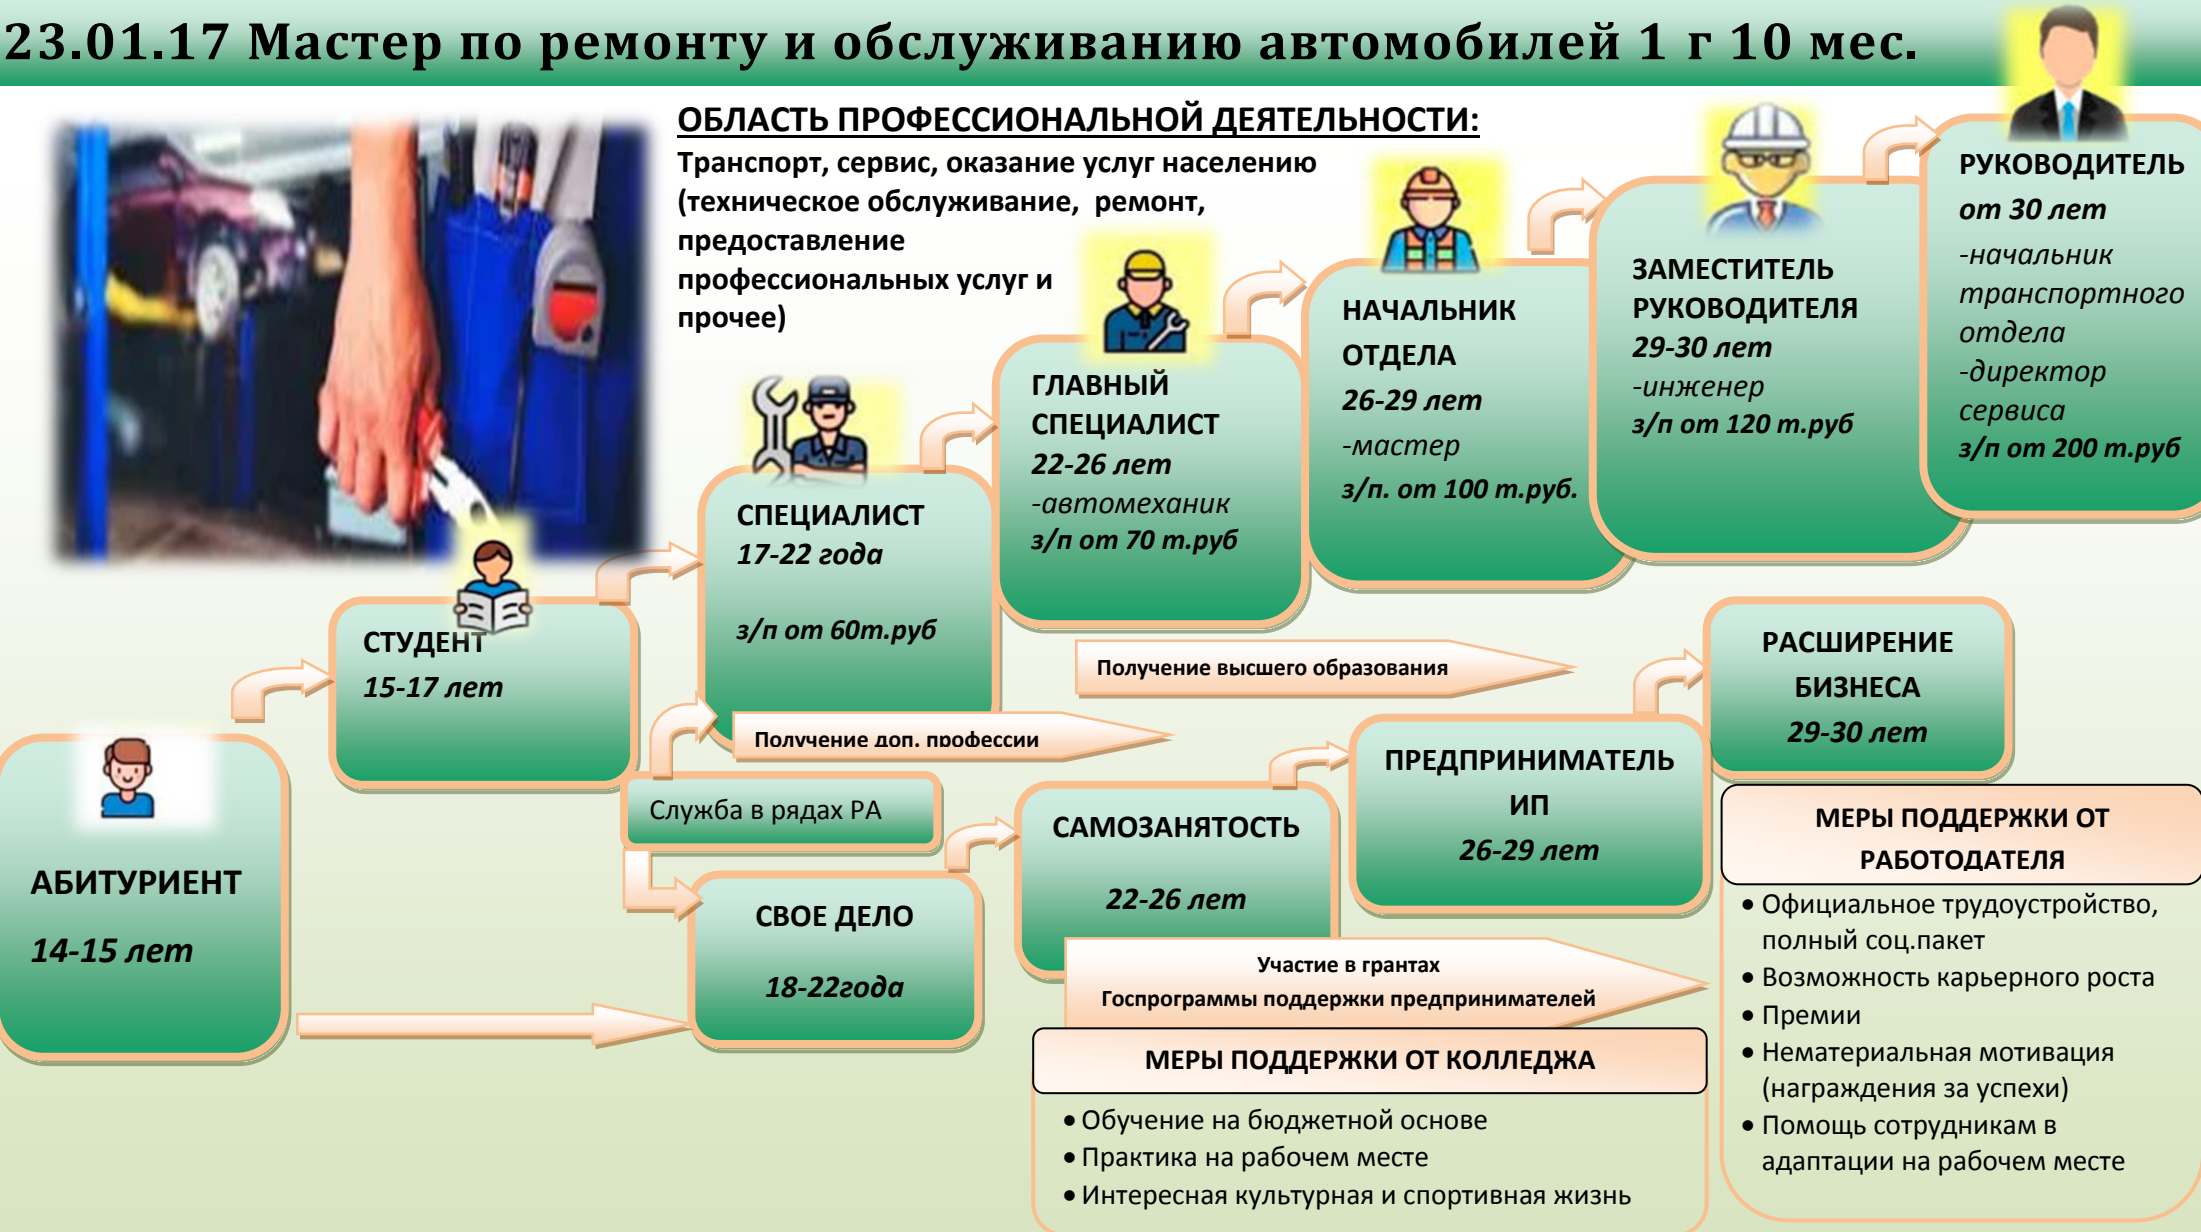 23.01.17 Мастер по ремонту и обслуживанию автомобилей 1 г 10 мес.
ОБЛАСТЬ ПРОФЕССИОНАЛЬНОЙ ДЕЯТЕЛЬНОСТИ:
Транспорт, сервис, оказание услуг населению
(техническое обслуживание, ремонт,
предоставление
профессиональных услуг и
прочее)
АБИТУРИЕНТ
14-15 лет
СТУДЕНТ
15-17 лет
СПЕЦИАЛИСТ
17-22 года
з/п от 60т.руб
ГЛАВНЫЙ
СПЕЦИАЛИСТ
22-26 лет
-автомеханик
з/п от 70 т.руб
НАЧАЛЬНИК
ОТДЕЛА
26-29 лет
-мастер
з/п. от 100 т.руб.
ЗАМЕСТИТЕЛЬ
РУКОВОДИТЕЛЯ
29-30 лет
-инженер
з/п от 120 т.руб
РУКОВОДИТЕЛЬ
от 30 лет
-начальник
транспортного
отдела
-директор
сервиса
з/п от 200 т.руб
Получение высшего образования
Получение доп. профессии
Служба в рядах РА
СВОЕ ДЕЛО
18-22года
САМОЗАНЯТОСТЬ
22-26 лет
ПРЕДПРИНИМАТЕЛЬ
ИП
26-29 лет
РАСШИРЕНИЕ
БИЗНЕСА
29-30 лет
Участие в грантах
Госпрограммы поддержки предпринимателей
МЕРЫ ПОДДЕРЖКИ ОТ КОЛЛЕДЖА
• Обучение на бюджетной основе
• Практика на рабочем месте
• Интересная культурная и спортивная жизнь
МЕРЫ ПОДДЕРЖКИ ОТ
РАБОТОДАТЕЛЯ
• Официальное трудоустройство,
полный соц.пакет
• Возможность карьерного роста
• Премии
• Нематериальная мотивация
(награждения за успехи)
• Помощь сотрудникам в
адаптации на рабочем месте